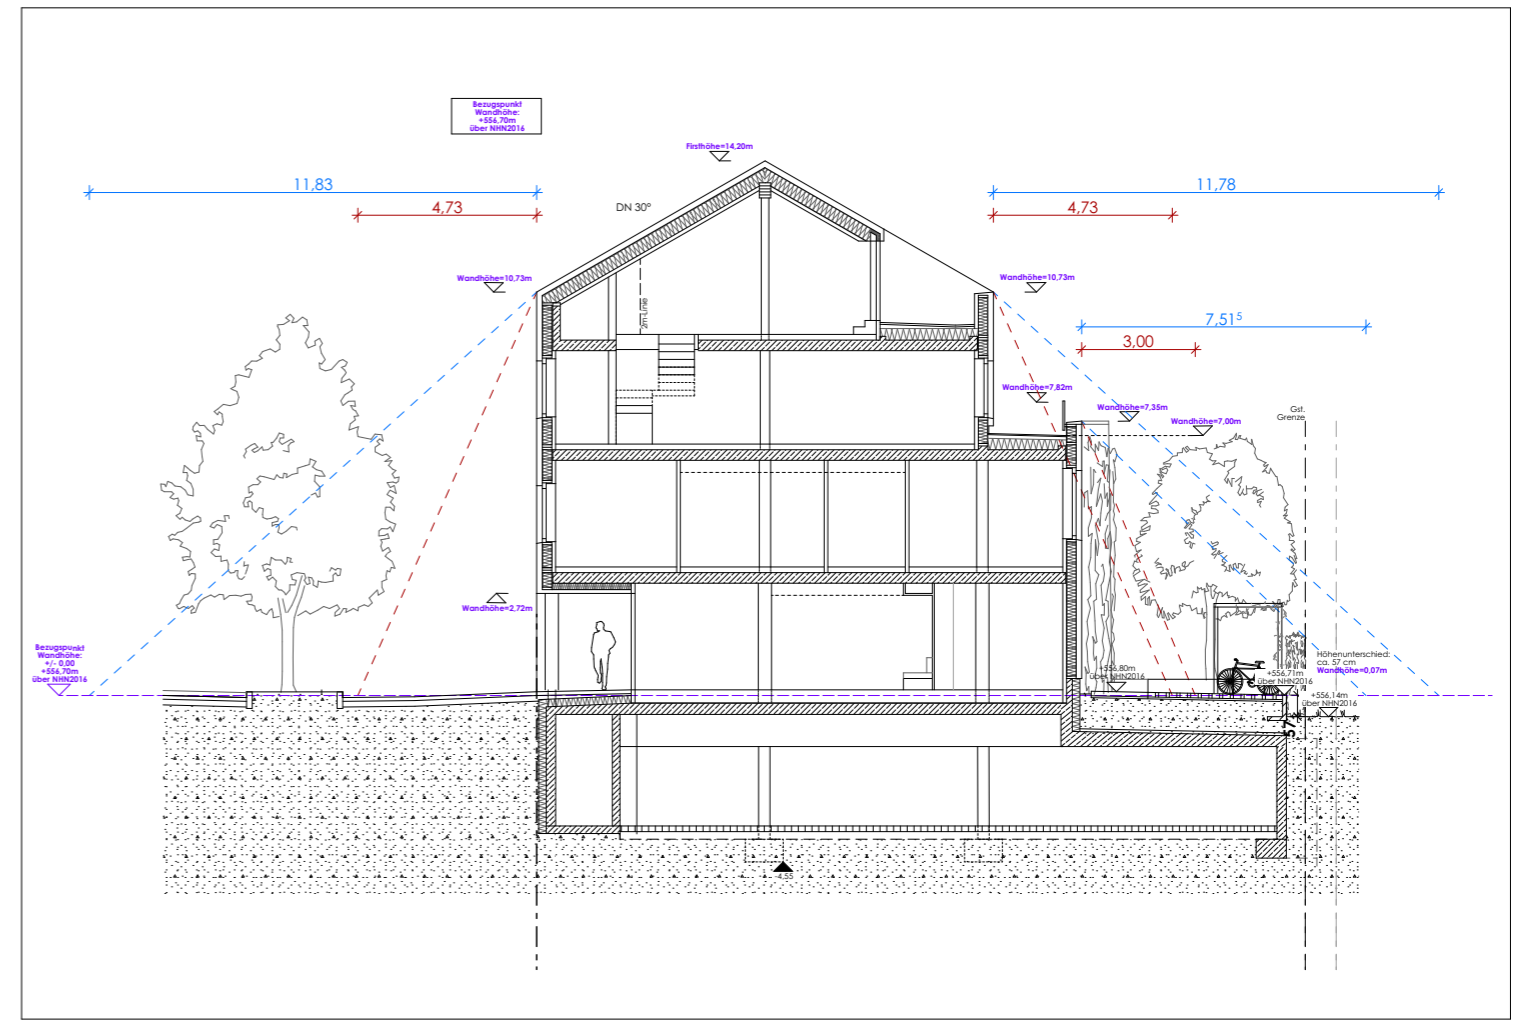 Bezugspunkt
Wandhöhe:
+556,70m
über NHN2016
Firsthöhe=14,20m
11,83
11,78
4,73
4,73
DN 30°
Wandhöhe=10,73m
Wandhöhe=10,73m
2m-Linie
7,51⁵
3,00
Wandhöhe=7,82m
Wandhöhe=7,35m
Wandhöhe=7,00m
Gst.
Grenze
Wandhöhe=2,72m
Bezugspunkt
Wandhöhe:
+/- 0,00
+556,70m
über NHN2016
Höhenunterschied:
ca. 57 cm
Wandhöhe=0,07m
+556,80m
über NHN2016
+556,71m
über NHN2016
+556,14m
über NHN2016
57
-4,55